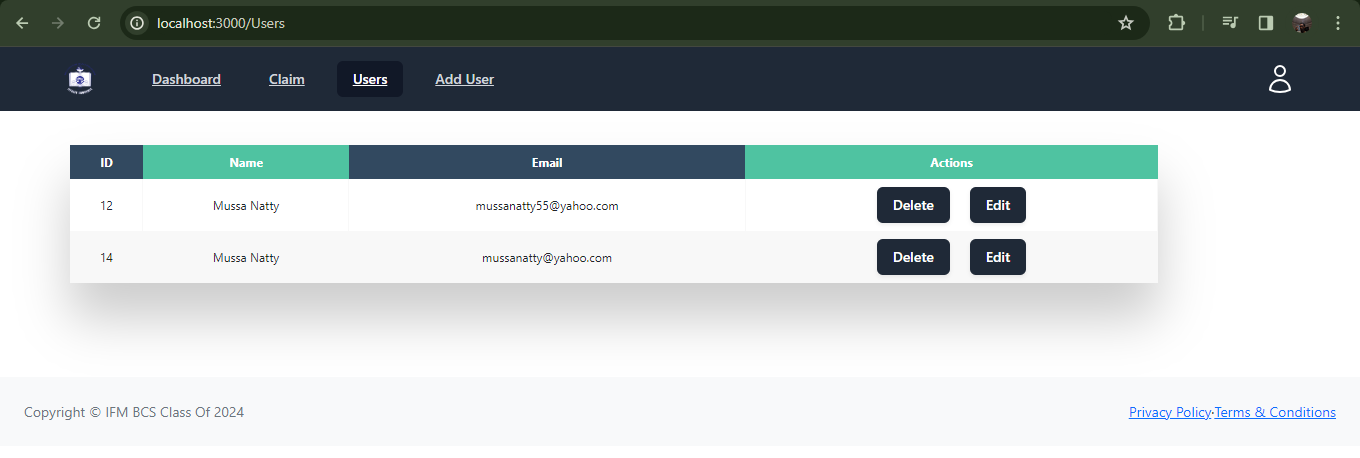 localhost:3000/Users
Dashboard Claim Users Add User
ID Name Email Actions
12 Mussa Natty mussanatty55@yahoo.com Delete Edit
14 Mussa Natty mussanatty@yahoo.com Delete Edit
Copyright © IFM BCS Class Of 2024 Privacy Policy·Terms & Conditions